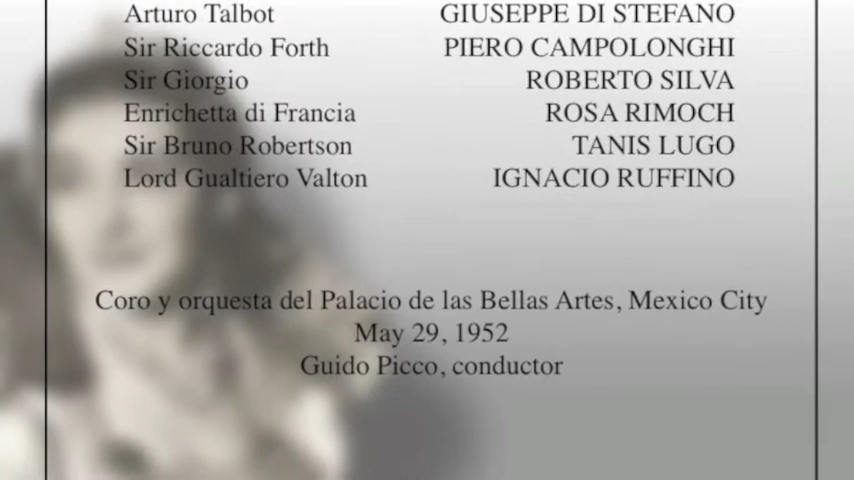 Arturo Talbot GIUSEPPE DI STEFANO
Sir Riccardo Forth PIERO CAMPOLONGHI
Sir Giorgio ROBERTO SILVA
Enrichetta di Francia ROSA RIMOCH
Sir Bruno Robertson TANIS LUGO
Lord Gualtiero Valton IGNACIO RUFFINO
Coro y orquesta del Palacio de las Bellas Artes, Mexico City
May 29, 1952
Guido Picco, conductor